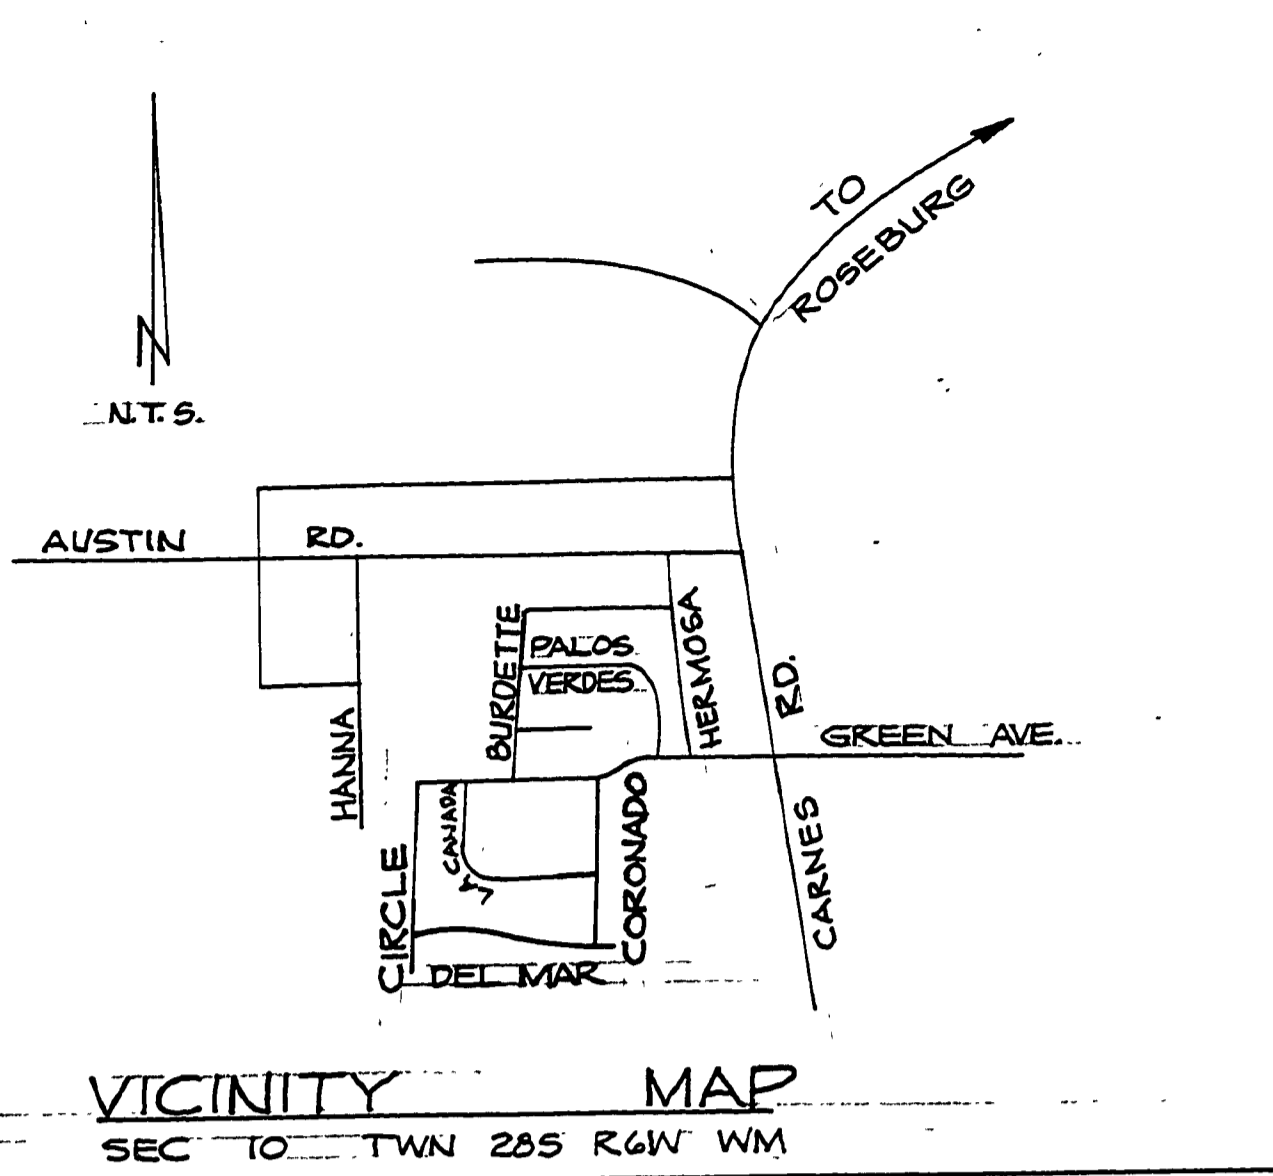 TO
ROSEBURG
N
N.T.S.
AUSTIN RD.
BURDETTE
PALOS
VERDES
HERMOSA
RD.
GREEN AVE.
HANNA
CANADA
CIRCLE
CORONADO
CARNES
DEL MAR
VICINITY MAP
SEC 10 TWN 28S R6W WM